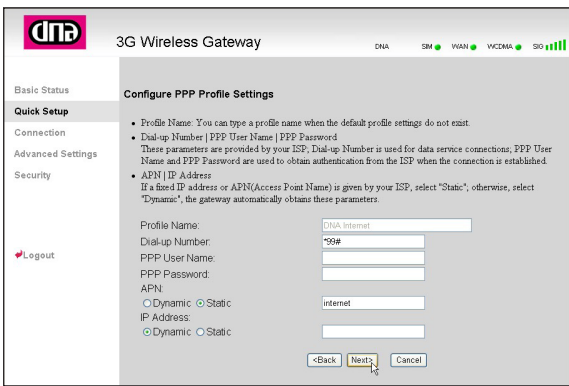 dna
3G Wireless Gateway
DNA SIM WAN WCDMA SIG
Basic Status
Quick Setup
Connection
Advanced Settings
Security
Logout
Configure PPP Profile Settings
• Profile Name: You can type a profile name when the default profile settings do not exist.
• Dial-up Number | PPP User Name | PPP Password
These parameters are provided by your ISP; Dial-up Number is used for data service connections; PPP User
Name and PPP Password are used to obtain authentication from the ISP when the connection is established.
• APN | IP Address
If a fixed IP address or APN(Access Point Name) is given by your ISP, select "Static"; otherwise, select
"Dynamic", the gateway automatically obtains these parameters.
Profile Name: DNA Internet
Dial-up Number: *99#
PPP User Name:
PPP Password:
APN:
Dynamic Static internet
IP Address:
Dynamic Static
<Back Next> Cancel